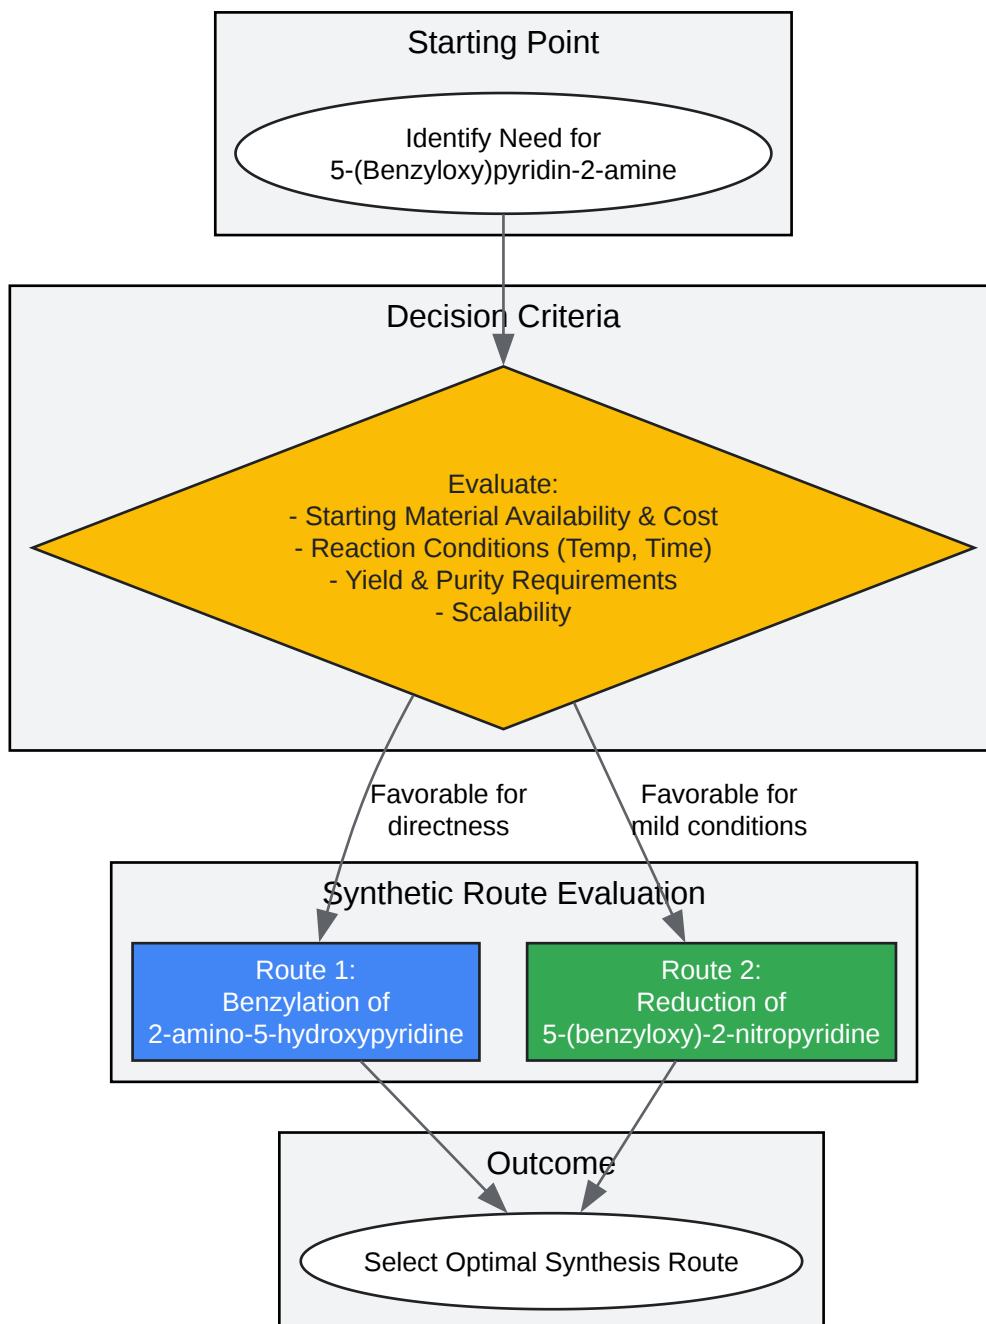 Starting Point
Identify Need for
5-(Benzyloxy)pyridin-2-amine
Decision Criteria
Evaluate:
- Starting Material Availability & Cost
- Reaction Conditions (Temp, Time)
- Yield & Purity Requirements
- Scalability
Favorable for
directness
Favorable for
mild conditions
Synthetic Route Evaluation
Route 1:
Benzylation of
2-amino-5-hydroxypyridine
Route 2:
Reduction of
5-(benzyloxy)-2-nitropyridine
Outcome
Select Optimal Synthesis Route